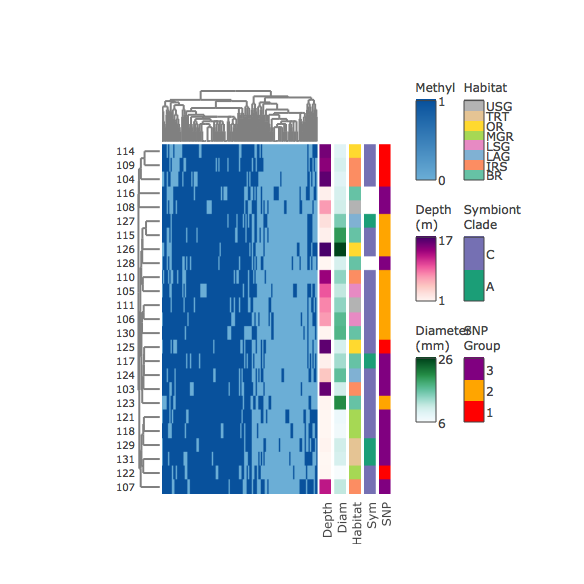 Methyl
1
0
Habitat
USG
TRT
OR
MGR
LSG
LAG
IRS
BR
Depth
(m)
17
1
Symbiont
Clade
C
A
Diameter
(mm)
26
6
SNP
Group
3
2
1
114
109
104
116
108
127
115
126
128
110
105
111
106
130
125
117
124
103
123
121
118
129
131
122
107
Depth
Diam
Habitat
Sym
SNP